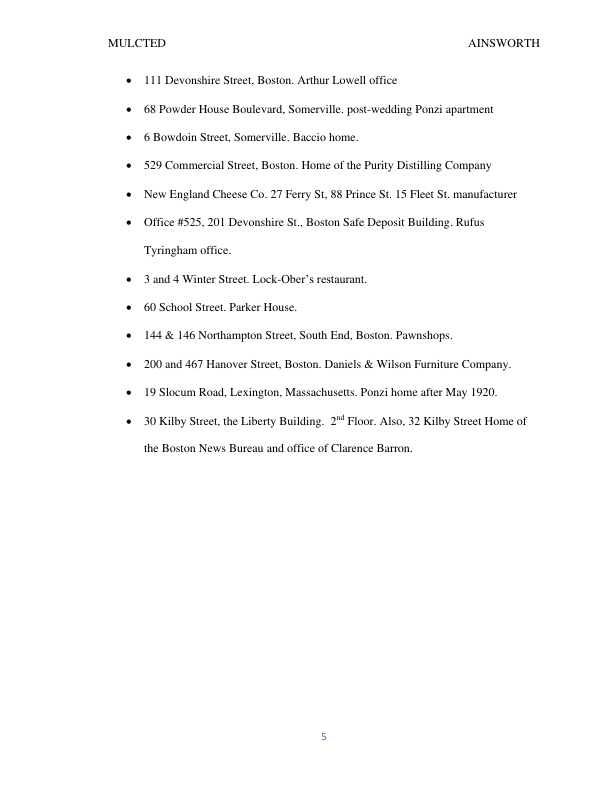 MULCTED AINSWORTH
• 111 Devonshire Street, Boston. Arthur Lowell office
• 68 Powder House Boulevard, Somerville. post-wedding Ponzi apartment
• 6 Bowdoin Street, Somerville. Baccio home.
• 529 Commercial Street, Boston. Home of the Purity Distilling Company
• New England Cheese Co. 27 Ferry St, 88 Prince St. 15 Fleet St. manufacturer
• Office #525, 201 Devonshire St., Boston Safe Deposit Building. Rufus
Tyringham office.
• 3 and 4 Winter Street. Lock-Ober’s restaurant.
• 60 School Street. Parker House.
• 144 & 146 Northampton Street, South End, Boston. Pawnshops.
• 200 and 467 Hanover Street, Boston. Daniels & Wilson Furniture Company.
• 19 Slocum Road, Lexington, Massachusetts. Ponzi home after May 1920.
• 30 Kilby Street, the Liberty Building.  2nd Floor. Also, 32 Kilby Street Home of
the Boston News Bureau and office of Clarence Barron.
5